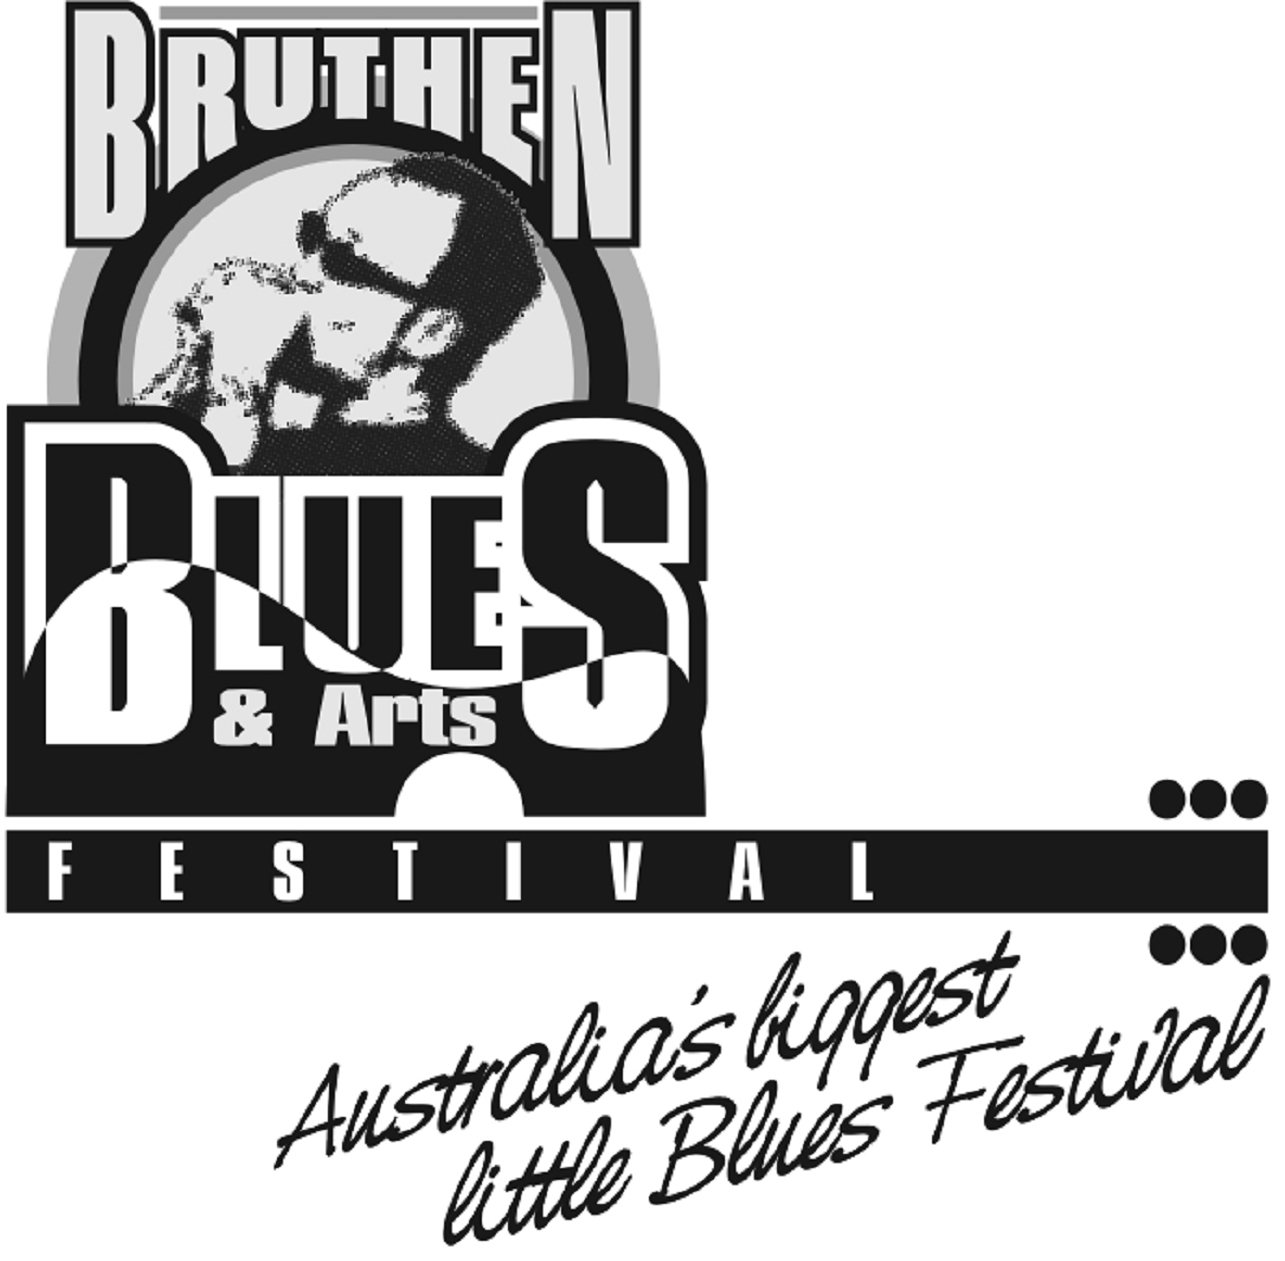 BRUTHEN
BLUES
& Arts
FESTIVAL
Australia's biggest
little Blues Festival